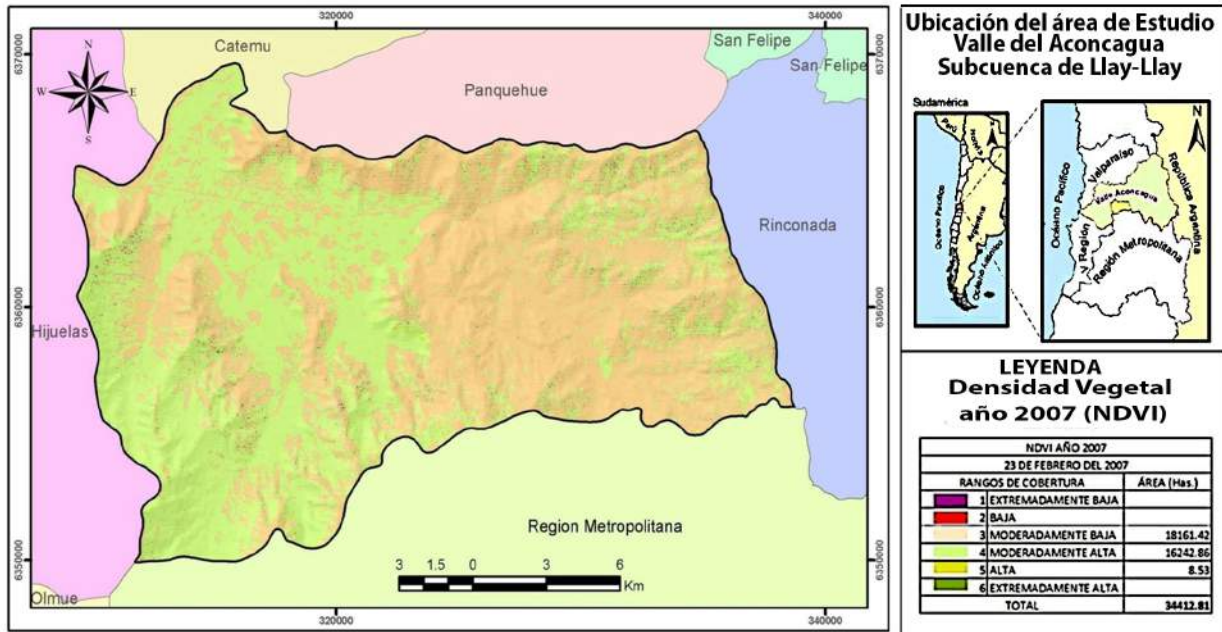 320000
340000
Catemu
San Felipe
San Felipe
Panquehue
Rinconada
Hijuelas
Region Metropolitana
Olmue
N
W
E
S
6370000
6360000
6350000
6370000
6360000
6350000
3 1.5 0 3 6
Km
320000
340000
Ubicación del área de Estudio
Valle del Aconcagua
Subcuenca de Llay-Llay
Sudamérica
Perú
Océano Pacífico
Argentina
Océano Atlántico
N
Océano Pacífico
Valparaíso
Valle Aconcagua
V Región
Región Metropolitana
República Argentina
LEYENDA
Densidad Vegetal
año 2007 (NDVI)
NDVI AÑO 2007
23 DE FEBRERO DEL 2007
RANGOS DE COBERTURA ÁREA (Has.)
1 EXTREMADAMENTE BAJA
2 BAJA
3 MODERADAMENTE BAJA 18161.42
4 MODERADAMENTE ALTA 16242.86
5 ALTA 8.53
6 EXTREMADAMENTE ALTA
TOTAL 34412.81